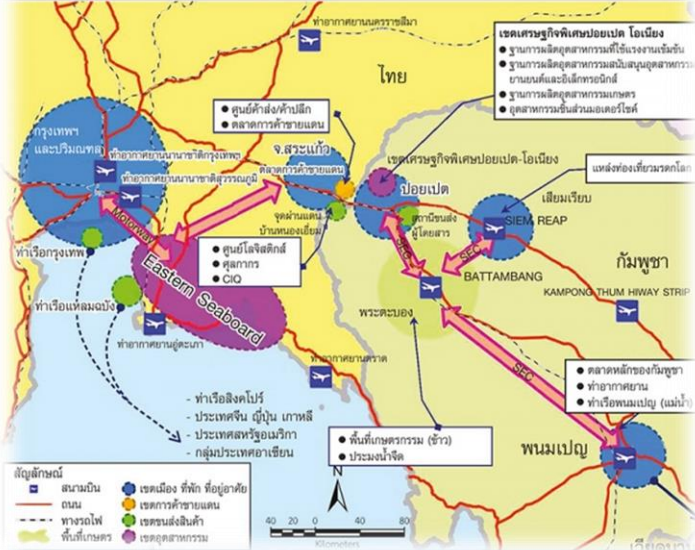 ท่าอากาศยานนครราชสีมา
ไทย
เขตเศรษฐกิจพิเศษปอยเปต โอเนียง
● ฐานการผลิตอุตสาหกรรมที่ใช้แรงงานเข้มข้น
● ฐานการผลิตอุตสาหกรรมสนับสนุนอุตสาหกรรม
ยานยนต์และอิเล็กทรอนิกส์
● ฐานการผลิตอุตสาหกรรมเกษตร
● อุตสาหกรรมชิ้นส่วนมอเตอร์ไซค์
● ศูนย์ค้าส่ง/ค้าปลีก
● ตลาดการค้าชายแดน
กรุงเทพฯ
และปริมณฑล
ท่าอากาศยานนานาชาติกรุงเทพฯ
ท่าอากาศยานนานาชาติสุวรรณภูมิ
จ.สระแก้ว
ตลาดการค้าชายแดน
เขตเศรษฐกิจพิเศษปอยเปต-โอเนียง
ปอยเปต
แหล่งท่องเที่ยวมรดกโลก
เสียมเรียบ
SIEM REAP
สถานีขนส่ง
ผู้โดยสาร
จุดผ่านแดน
บ้านหนองเอี่ยน
Motorway
SEC
SEC
ท่าเรือกรุงเทพ
● ศูนย์โลจิสติกส์
● ศุลกากร
● CIQ
Eastern Seaboard
กัมพูชา
BATTAMBANG
KAMPONG THUM HIWAY STRIP
ท่าเรือแหลมฉบัง
พระตะบอง
ท่าอากาศยานอู่ตะเภา
ท่าอากาศยานตราด
SEC
● ตลาดหลักของกัมพูชา
● ท่าอากาศยาน
● ท่าเรือพนมเปญ (แม่น้ำ)
- ท่าเรือสิงคโปร์
- ประเทศจีน ญี่ปุ่น เกาหลี
- ประเทศสหรัฐอเมริกา
- กลุ่มประเทศอาเซียน
● พื้นที่เกษตรกรรม (ข้าว)
● ประมงน้ำจืด
พนมเปญ
สัญลักษณ์
สนามบิน
ถนน
ทางรถไฟ
พื้นที่เกษตร
เขตเมือง ที่พัก ที่อยู่อาศัย
เขตการค้าชายแดน
เขตขนส่งสินค้า
เขตอุตสาหกรรม
N
40 20 0 40 80
Kilometers